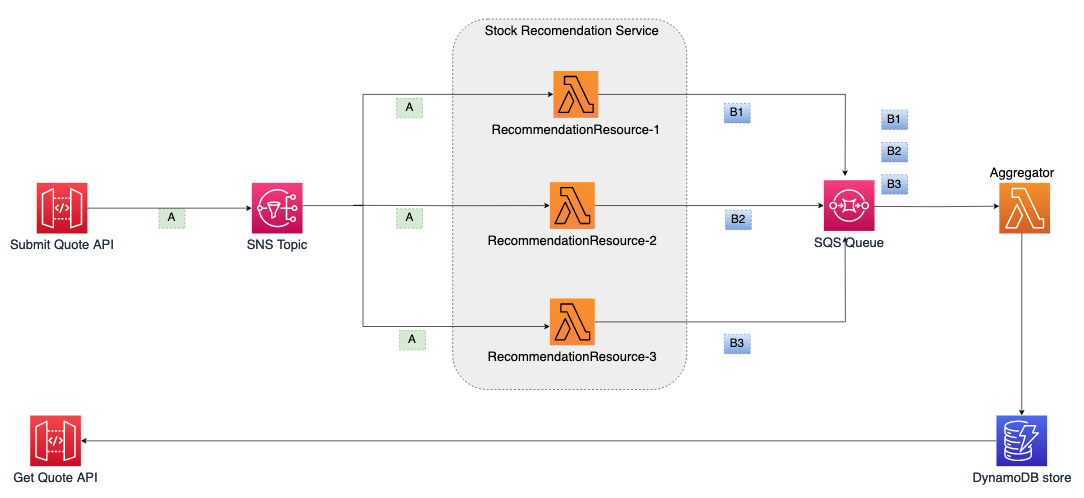 Stock Recomendation Service
A
RecommendationResource-1
B1
B1
B2
B3
Aggregator
Submit Quote API
A
SNS Topic
A
RecommendationResource-2
B2
SQS Queue
A
RecommendationResource-3
B3
Get Quote API
DynamoDB store